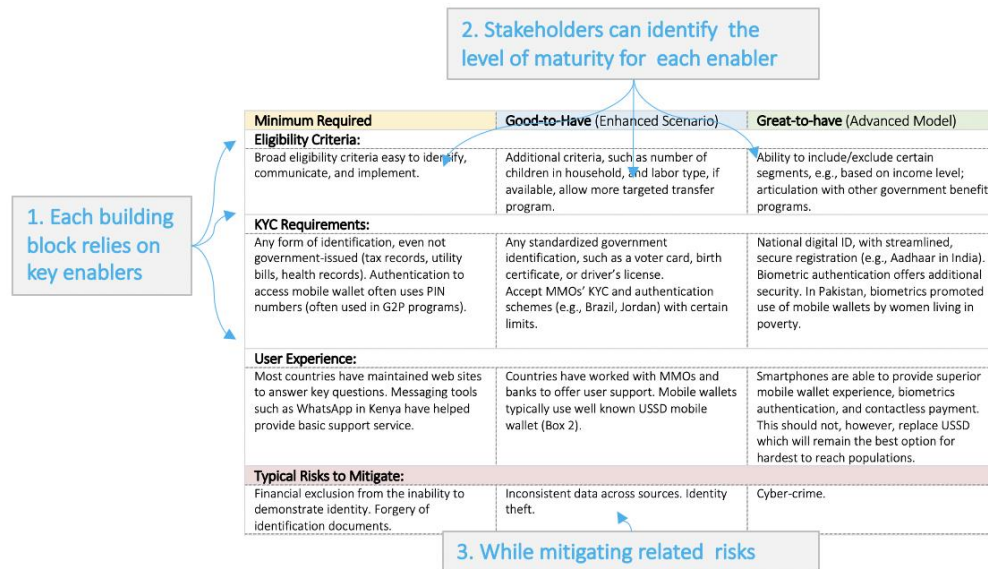 2. Stakeholders can identify the
level of maturity for each enabler
1. Each building
block relies on
key enablers
Minimum Required
Good-to-Have (Enhanced Scenario)
Great-to-have (Advanced Model)
Eligibility Criteria:
Broad eligibility criteria easy to identify,
communicate, and implement.
Additional criteria, such as number of
children in household, and labor type, if
available, allow more targeted transfer
program.
Ability to include/exclude certain
segments, e.g., based on income level;
articulation with other government benefit
programs.
KYC Requirements:
Any form of identification, even not
government-issued (tax records, utility
bills, health records). Authentication to
access mobile wallet often uses PIN
numbers (often used in G2P programs).
Any standardized government
identification, such as a voter card, birth
certificate, or driver's license.
Accept MMOs' KYC and authentication
schemes (e.g., Brazil, Jordan) with certain
limits.
National digital ID, with streamlined,
secure registration (e.g., Aadhaar in India).
Biometric authentication offers additional
security. In Pakistan, biometrics promoted
use of mobile wallets by women living in
poverty.
User Experience:
Most countries have maintained web sites
to answer key questions. Messaging tools
such as WhatsApp in Kenya have helped
provide basic support service.
Countries have worked with MMOs and
banks to offer user support. Mobile wallets
typically use well known USSD mobile
wallet (Box 2).
Smartphones are able to provide superior
mobile wallet experience, biometrics
authentication, and contactless payment.
This should not, however, replace USSD
which will remain the best option for
hardest to reach populations.
Typical Risks to Mitigate:
Financial exclusion from the inability to
demonstrate identity. Forgery of
identification documents.
Inconsistent data across sources. Identity
theft.
Cyber-crime.
3. While mitigating related risks